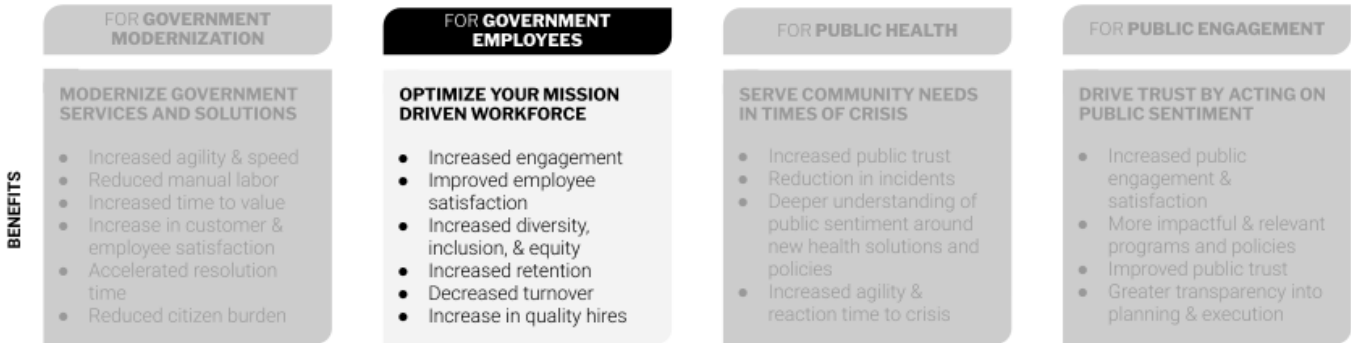 BENEFITS
FOR GOVERNMENT
MODERNIZATION
MODERNIZE GOVERNMENT
SERVICES AND SOLUTIONS
● Increased agility & speed
● Reduced manual labor
● Increased time to value
● Increase in customer &
employee satisfaction
● Accelerated resolution
time
● Reduced citizen burden
FOR GOVERNMENT
EMPLOYEES
OPTIMIZE YOUR MISSION
DRIVEN WORKFORCE
● Increased engagement
● Improved employee
satisfaction
● Increased diversity,
inclusion, & equity
● Increased retention
● Decreased turnover
● Increase in quality hires
FOR PUBLIC HEALTH
SERVE COMMUNITY NEEDS
IN TIMES OF CRISIS
● Increased public trust
● Reduction in incidents
● Deeper understanding of
public sentiment around
new health solutions and
policies
● Increased agility &
reaction time to crisis
FOR PUBLIC ENGAGEMENT
DRIVE TRUST BY ACTING ON
PUBLIC SENTIMENT
● Increased public
engagement &
satisfaction
● More impactful & relevant
programs and policies
● Improved public trust
● Greater transparency into
planning & execution